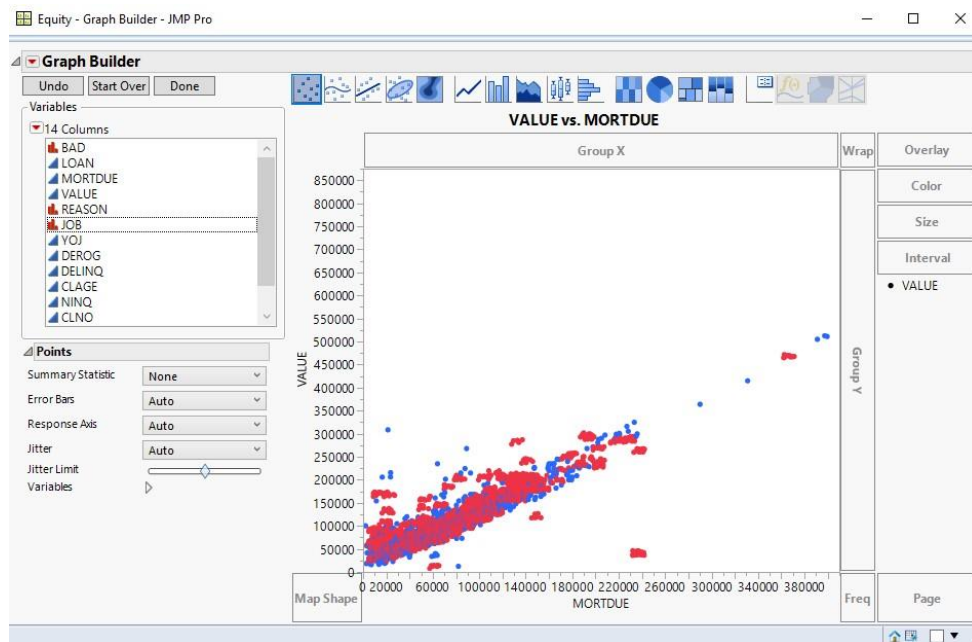 Equity - Graph Builder - JMP Pro
Graph Builder
Undo Start Over Done
Variables
14 Columns
BAD
LOAN
MORTDUE
VALUE
REASON
JOB
YOJ
DEROG
DELINQ
CLAGE
NINQ
CLNO
Points
Summary Statistic None
Error Bars Auto
Response Axis Auto
Jitter Auto
Jitter Limit
Variables
VALUE vs. MORTDUE
Group X
Wrap
Overlay
Color
Size
Interval
VALUE
850000
800000
750000
700000
650000
600000
550000
500000
450000
400000
350000
300000
250000
200000
150000
100000
50000
0
VALUE
Group Y
0 20000 60000 100000 140000 180000 220000 260000 300000 340000 380000
MORTDUE
Map Shape
Freq
Page